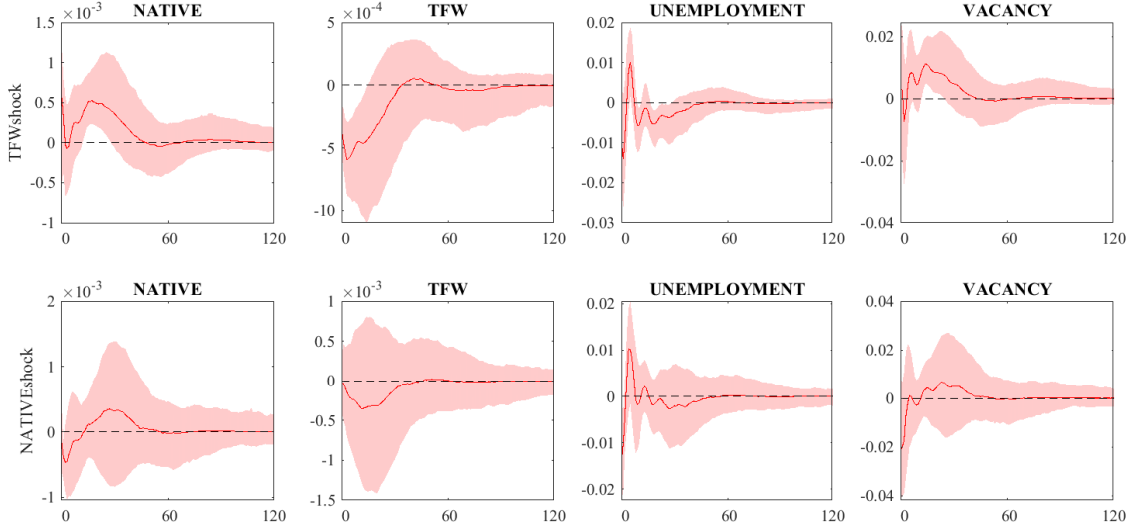 NATIVE TFW UNEMPLOYMENT VACANCY
×10⁻³ ×10⁻⁴
TFWshock
1.5 5 0.02 0.02
1 0.01
0.5 0 0 0
0 -5 -0.01 -0.02
-0.5 -0.02
-1 -10 -0.03 -0.04
0 60 120 0 60 120 0 60 120 0 60 120
NATIVE TFW UNEMPLOYMENT VACANCY
×10⁻³ ×10⁻³
NATIVEshock
2 1 0.02 0.04
1 0.5 0.01 0.02
0 0 0 0
-0.5 -0.01 -0.02
-1 -1 -0.02 -0.04
-1.5
0 60 120 0 60 120 0 60 120 0 60 120